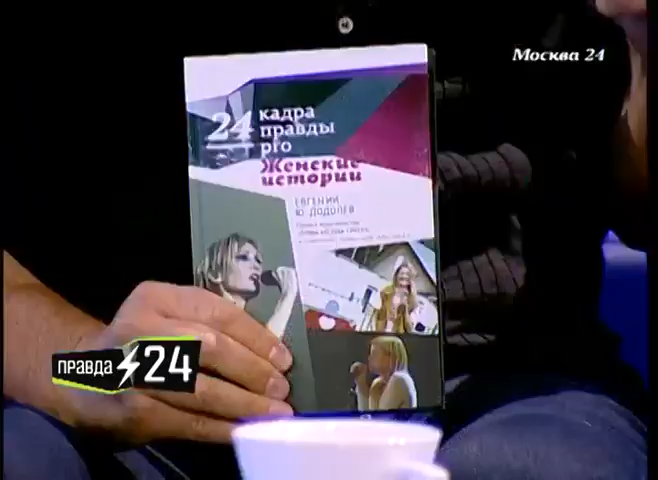 Москва 24
24
кадра
правды
pro
Женские
истории
ЕВГЕНИЙ
Ю. ДОДОЛЕВ
ПРАВДА 24